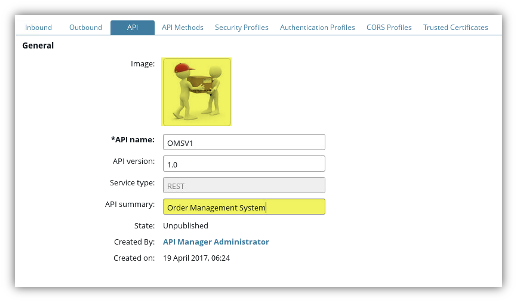 Inbound Outbound API API Methods Security Profiles Authentication Profiles CORS Profiles Trusted Certificates
General
Image:
*API name: OMSV1
API version: 1.0
Service type: REST
API summary: Order Management System
State: Unpublished
Created By: API Manager Administrator
Created on: 19 April 2017, 06:24